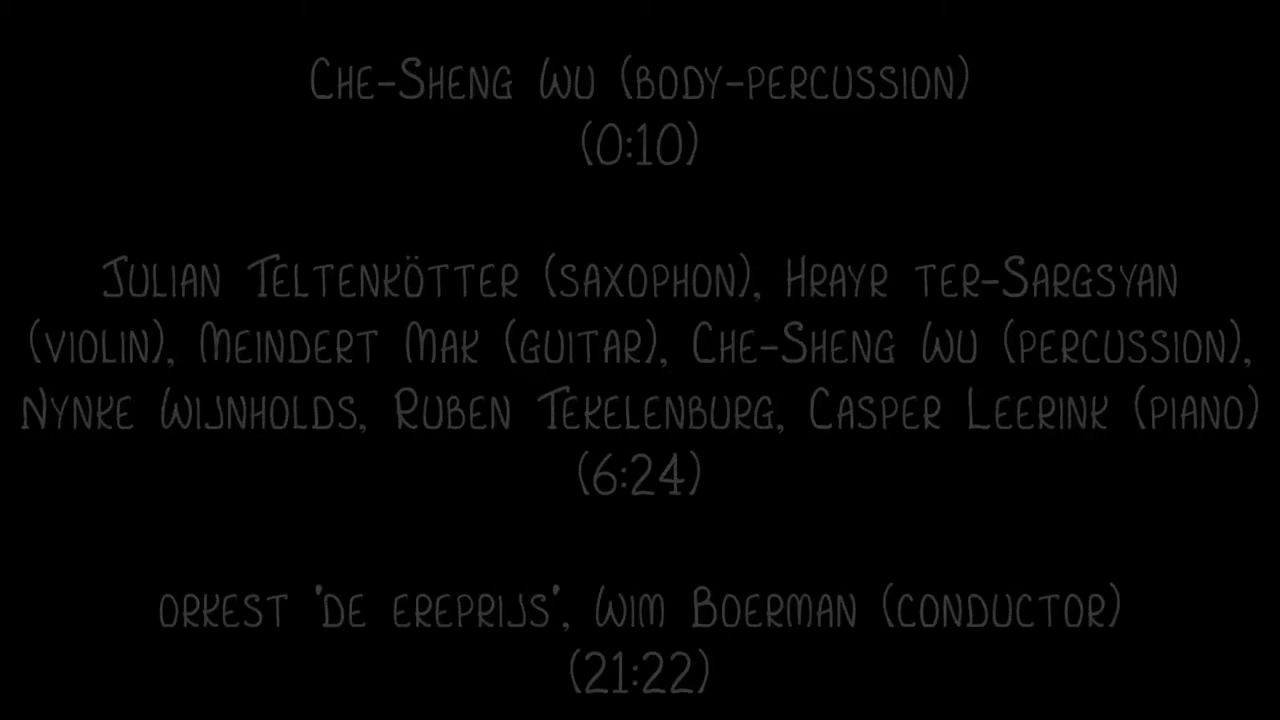 Che-Sheng Wu (body-percussion)
(0:10)
Julian Teltenkötter (saxophon), Hrayr ter-Sargsyan
(violin), Meindert Mak (guitar), Che-Sheng Wu (percussion),
Nynke Wijnholds, Ruben Tekelenburg, Casper Leerink (piano)
(6:24)
orkest 'de ereprijs', Wim Boerman (conductor)
(21:22)